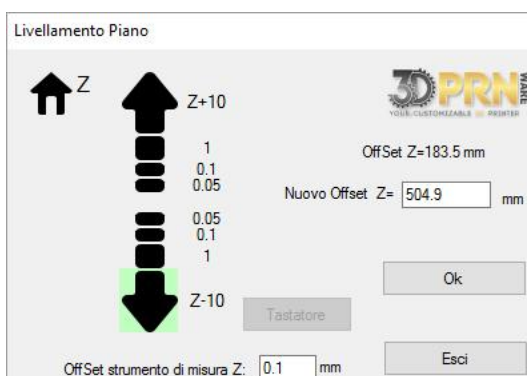 Livellamento Piano
Z
Z+10
1
0.1
0.05
0.05
0.1
1
Z-10
3DPRN
WARE
YOUR CUSTOMIZABLE 3D PRINTER
OffSet Z=183.5 mm
Nuovo Offset Z= 504.9 mm
Ok
Tastatore
OffSet strumento di misura Z: 0.1 mm
Esci